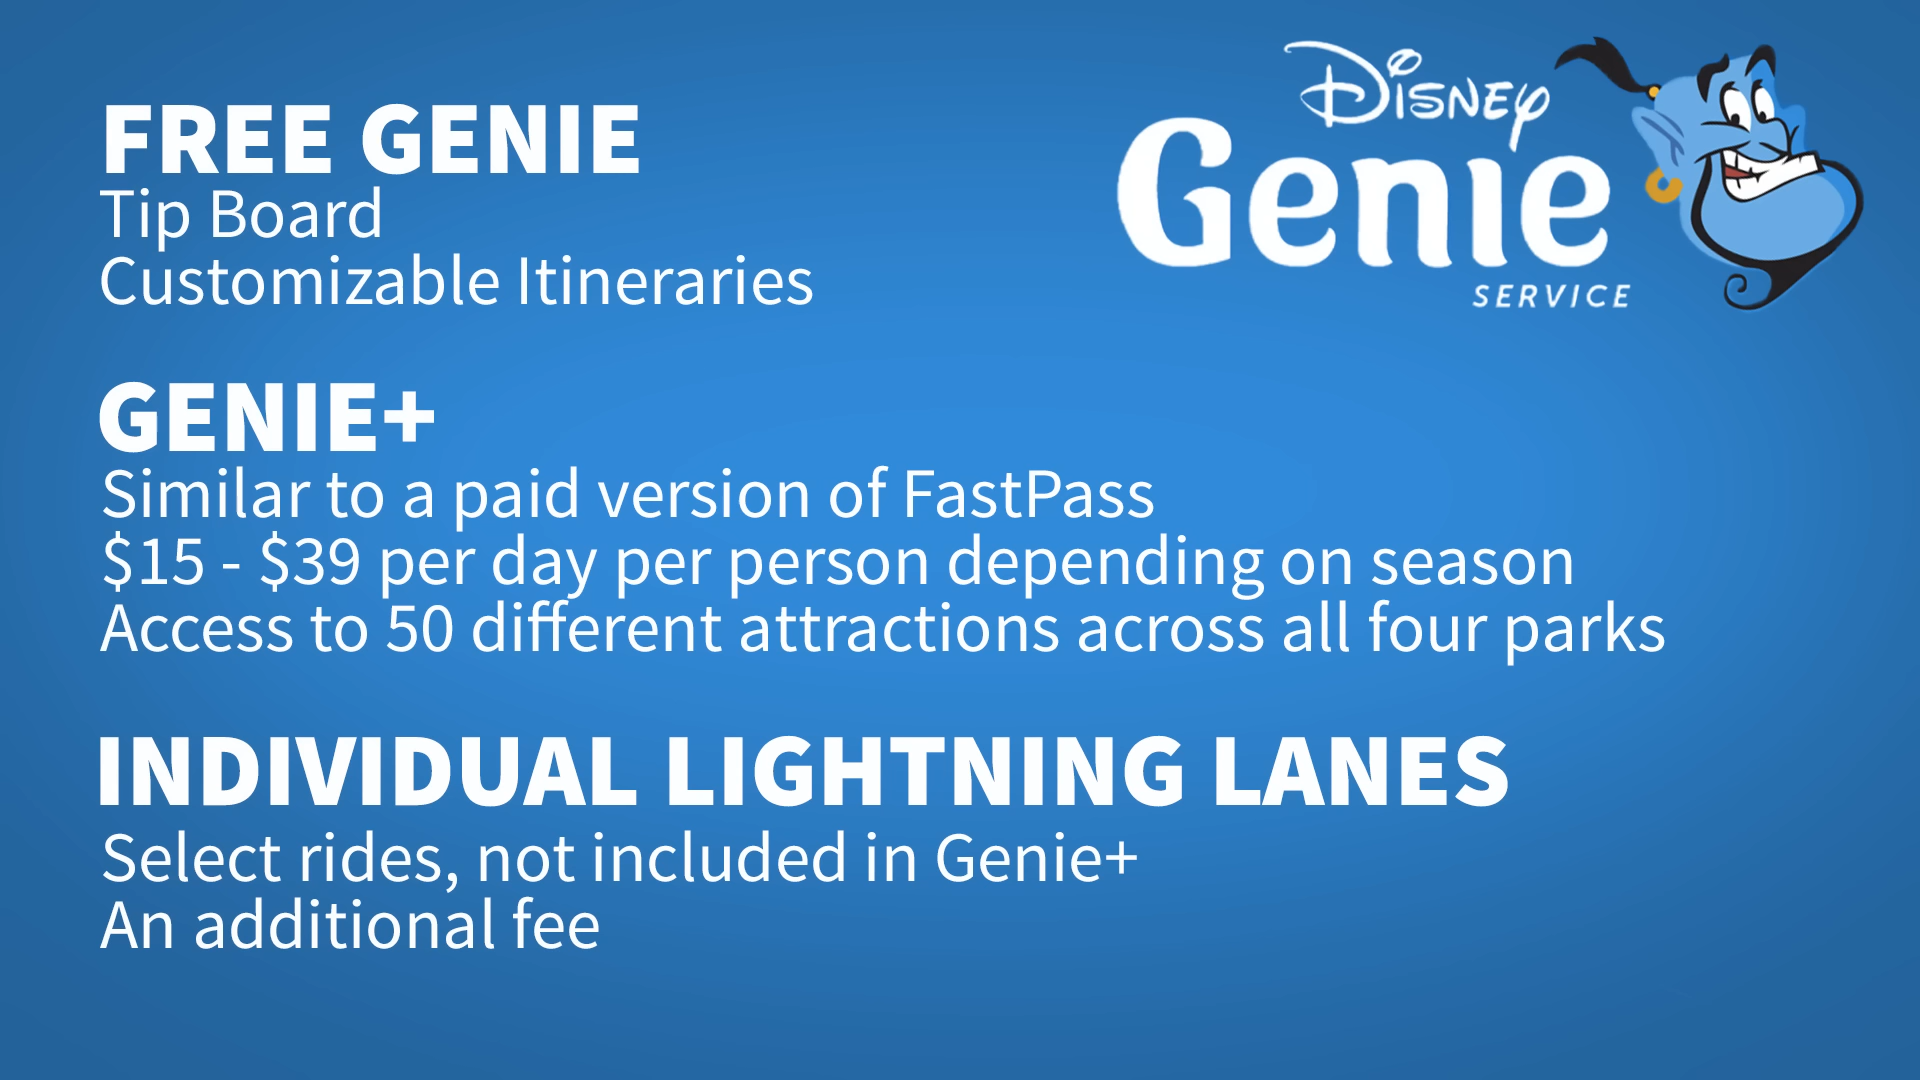 Disney
Genie
SERVICE
FREE GENIE
Tip Board
Customizable Itineraries
GENIE+
Similar to a paid version of FastPass
$15 - $39 per day per person depending on season
Access to 50 different attractions across all four parks
INDIVIDUAL LIGHTNING LANES
Select rides, not included in Genie+
An additional fee